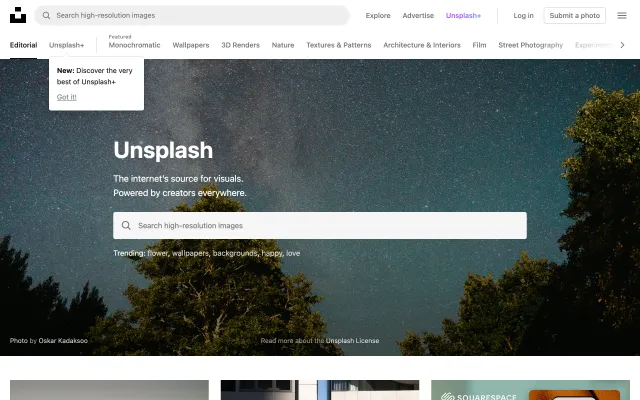 Search high-resolution images
Explore
Advertise
Unsplash+
Log in
Submit a photo
Editorial
Unsplash+
Featured
Monochromatic
Wallpapers
3D Renders
Nature
Textures & Patterns
Architecture & Interiors
Film
Street Photography
New: Discover the very
best of Unsplash+
Got it!
Unsplash
The internet's source for visuals.
Powered by creators everywhere.
Search high-resolution images
Trending: flower, wallpapers, backgrounds, happy, love
Photo by Oskar Kadaksoo
Read more about the Unsplash License
SQUARESPACE